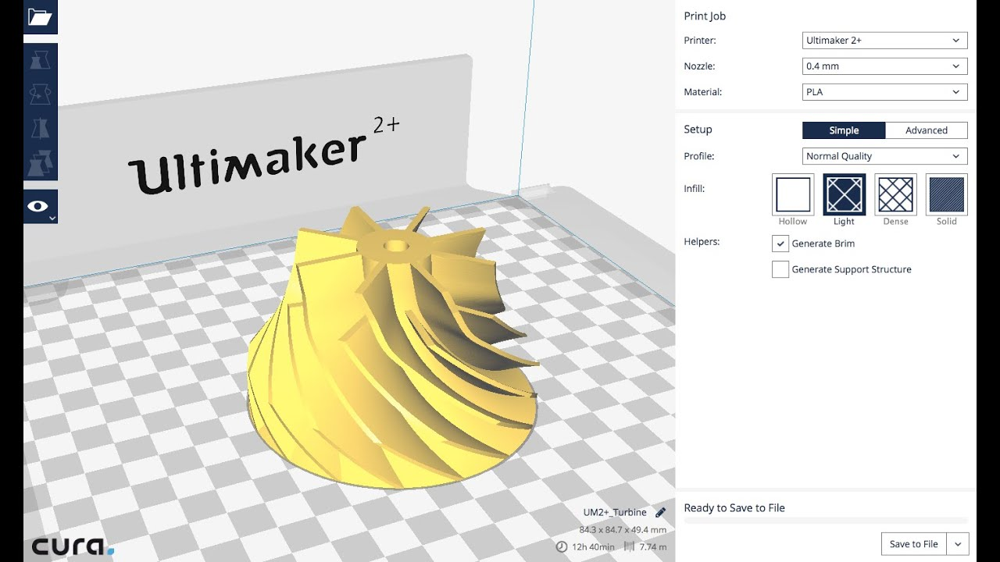 Ultimaker 2+
cura.
UM2+_Turbine
84.3 x 84.7 x 49.4 mm
12h 40min 7.74 m
Print Job
Printer: Ultimaker 2+
Nozzle: 0.4 mm
Material: PLA
Setup Simple Advanced
Profile: Normal Quality
Infill:
Hollow Light Dense Solid
Helpers: Generate Brim
Generate Support Structure
Ready to Save to File
Save to File